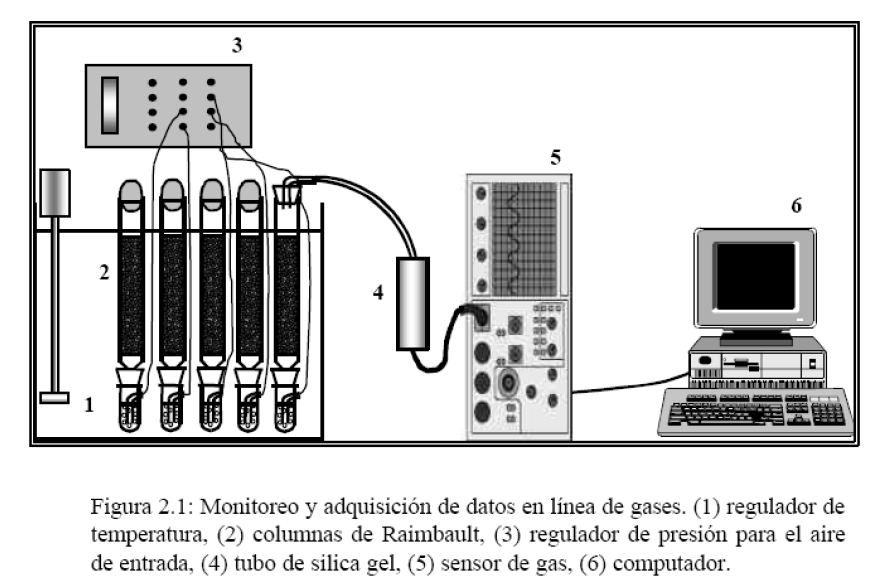 3
5
6
2
4
1
Figura 2.1: Monitoreo y adquisición de datos en línea de gases. (1) regulador de
temperatura, (2) columnas de Raimbault, (3) regulador de presión para el aire
de entrada, (4) tubo de silica gel, (5) sensor de gas, (6) computador.